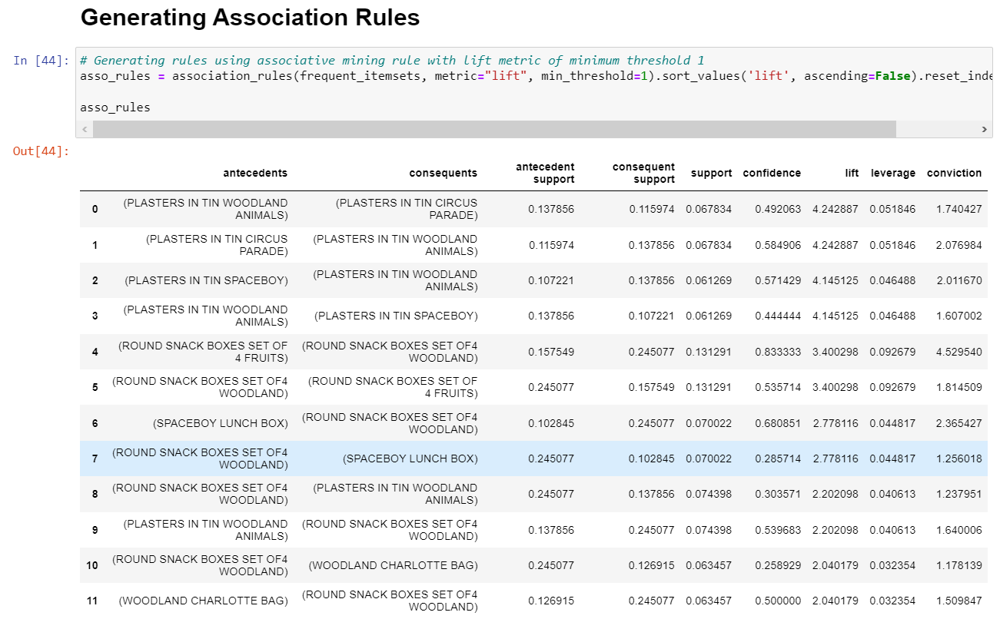 Generating Association Rules
In [44]:
# Generating rules using associative mining rule with lift metric of minimum threshold 1
asso_rules = association_rules(frequent_itemsets, metric="lift", min_threshold=1).sort_values('lift', ascending=False).reset_inde
asso_rules
Out[44]:
antecedents consequents antecedent support consequent support support confidence lift leverage conviction
0 (PLASTERS IN TIN WOODLAND ANIMALS) (PLASTERS IN TIN CIRCUS PARADE) 0.137856 0.115974 0.067834 0.492063 4.242887 0.051846 1.740427
1 (PLASTERS IN TIN CIRCUS PARADE) (PLASTERS IN TIN WOODLAND ANIMALS) 0.115974 0.137856 0.067834 0.584906 4.242887 0.051846 2.076984
2 (PLASTERS IN TIN SPACEBOY) (PLASTERS IN TIN WOODLAND ANIMALS) 0.107221 0.137856 0.061269 0.571429 4.145125 0.046488 2.011670
3 (PLASTERS IN TIN WOODLAND ANIMALS) (PLASTERS IN TIN SPACEBOY) 0.137856 0.107221 0.061269 0.444444 4.145125 0.046488 1.607002
4 (ROUND SNACK BOXES SET OF 4 FRUITS) (ROUND SNACK BOXES SET OF4 WOODLAND) 0.157549 0.245077 0.131291 0.833333 3.400298 0.092679 4.529540
5 (ROUND SNACK BOXES SET OF4 WOODLAND) (ROUND SNACK BOXES SET OF 4 FRUITS) 0.245077 0.157549 0.131291 0.535714 3.400298 0.092679 1.814509
6 (SPACEBOY LUNCH BOX) (ROUND SNACK BOXES SET OF4 WOODLAND) 0.102845 0.245077 0.070022 0.680851 2.778116 0.044817 2.365427
7 (ROUND SNACK BOXES SET OF4 WOODLAND) (SPACEBOY LUNCH BOX) 0.245077 0.102845 0.070022 0.285714 2.778116 0.044817 1.256018
8 (ROUND SNACK BOXES SET OF4 WOODLAND) (PLASTERS IN TIN WOODLAND ANIMALS) 0.245077 0.137856 0.074398 0.303571 2.202098 0.040613 1.237951
9 (PLASTERS IN TIN WOODLAND ANIMALS) (ROUND SNACK BOXES SET OF4 WOODLAND) 0.137856 0.245077 0.074398 0.539683 2.202098 0.040613 1.640006
10 (ROUND SNACK BOXES SET OF4 WOODLAND) (WOODLAND CHARLOTTE BAG) 0.245077 0.126915 0.063457 0.258929 2.040179 0.032354 1.178139
11 (WOODLAND CHARLOTTE BAG) (ROUND SNACK BOXES SET OF4 WOODLAND) 0.126915 0.245077 0.063457 0.500000 2.040179 0.032354 1.509847